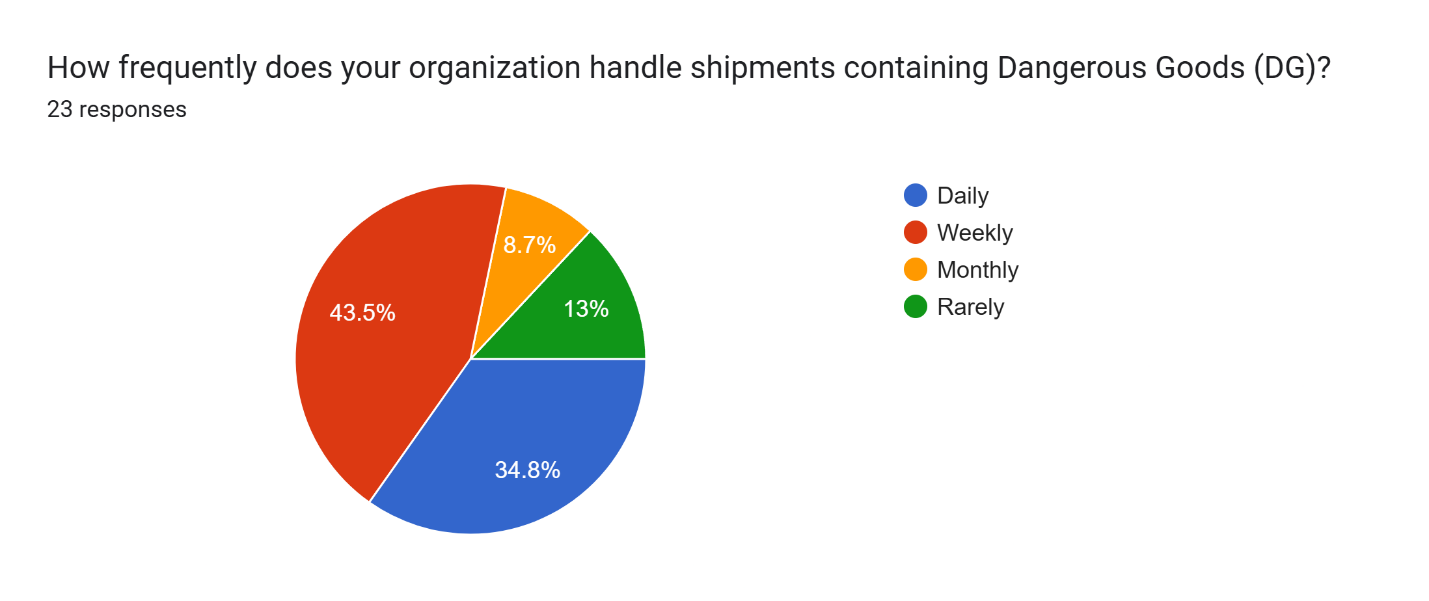 How frequently does your organization handle shipments containing Dangerous Goods (DG)?
23 responses
8.7%
13%
43.5%
34.8%
Daily
Weekly
Monthly
Rarely